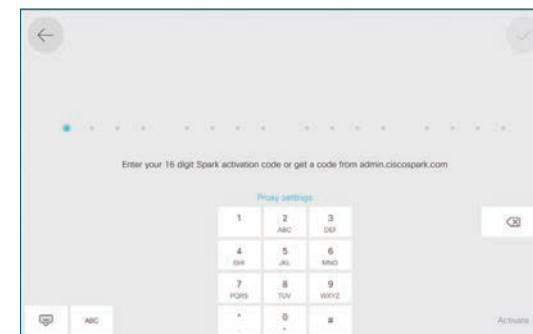 Enter your 16 digit Spark activation code or get a code from admin.ciscospark.com
Proxy settings
1 2 3
ABC DEF
4 5 6
GHI JKL MNO
7 8 9
PQRS TUV WXYZ
* 0 #
. +
ABC Activate